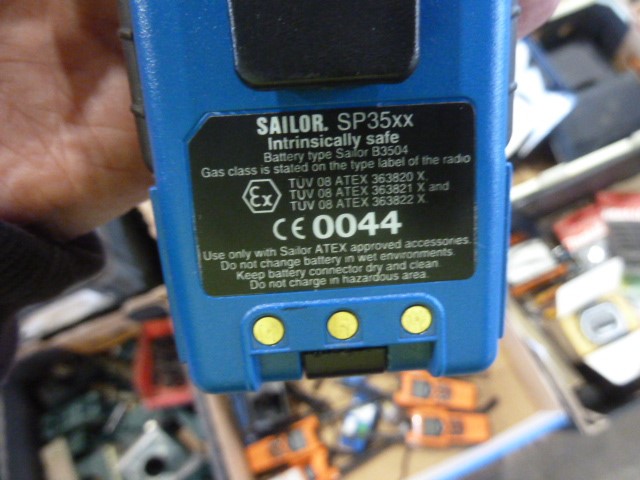 SAILOR. SP35xx
Intrinsically safe
Battery type Sailor B3504
Gas class is stated on the type label of the radio
Ex
TUV 08 ATEX 363820 X,
TUV 08 ATEX 363821 X and
TUV 08 ATEX 363822 X.
CE 0044
Use only with Sailor ATEX approved accessories.
Do not change battery in wet environments.
Keep battery connector dry and clean.
Do not charge in hazardous area.